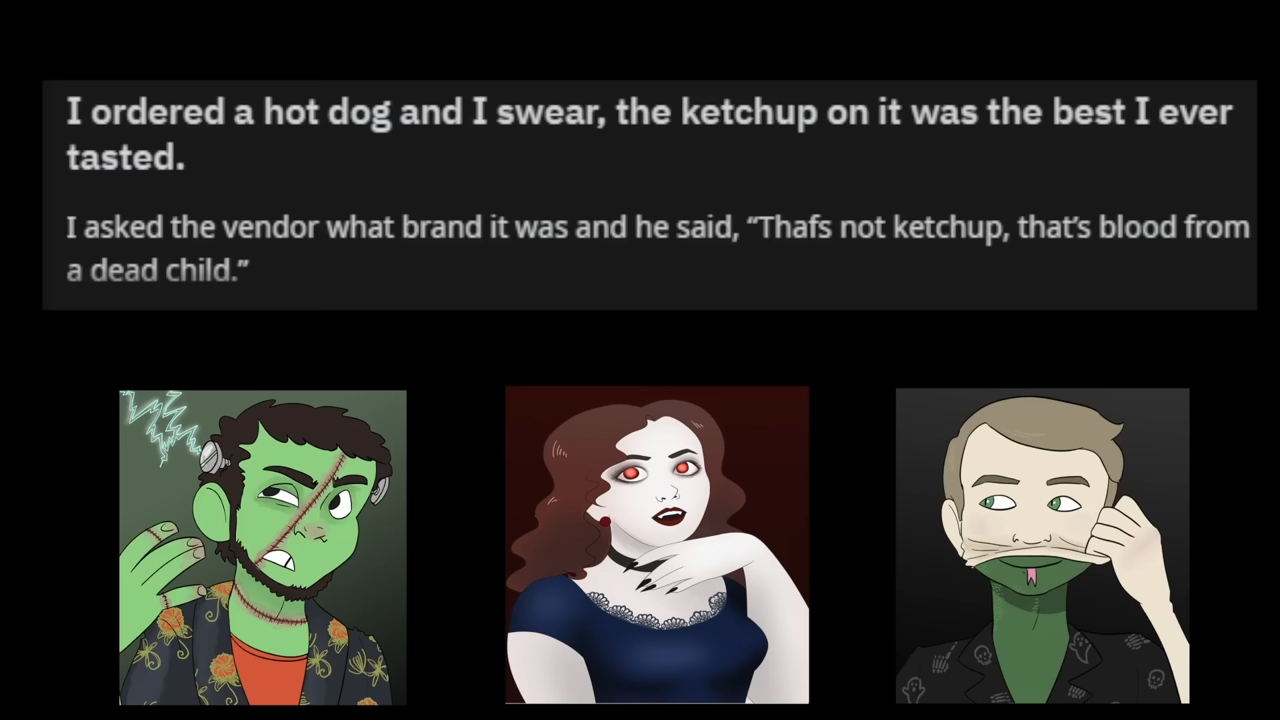 I ordered a hot dog and I swear, the ketchup on it was the best I ever
tasted.
I asked the vendor what brand it was and he said, “Thafs not ketchup, that’s blood from
a dead child.”